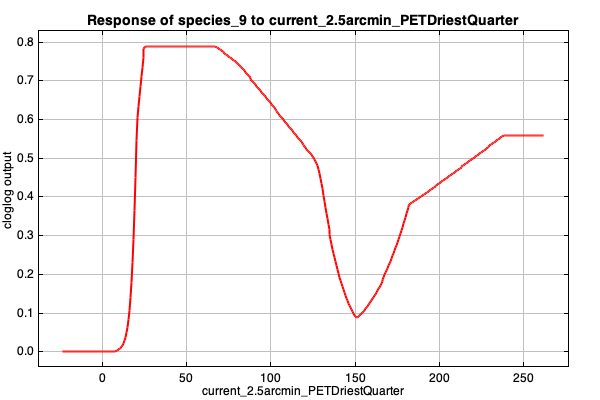 Response of species_9 to current_2.5arcmin_PETDriestQuarter
0.8
0.7
0.6
0.5
0.4
0.3
0.2
0.1
0.0
cloglog output
0 50 100 150 200 250
current_2.5arcmin_PETDriestQuarter